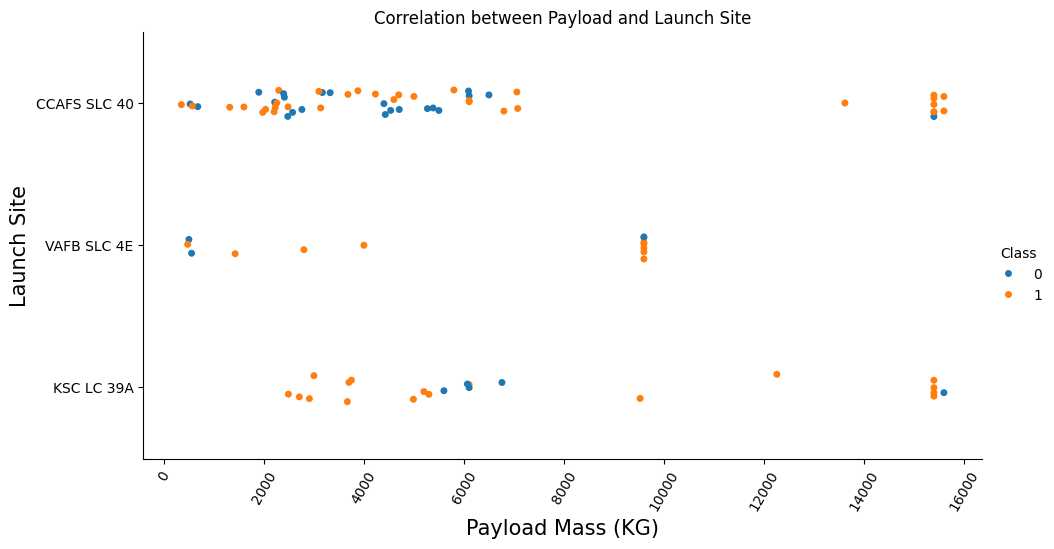 Correlation between Payload and Launch Site
Launch Site
CCAFS SLC 40
VAFB SLC 4E
KSC LC 39A
0
2000
4000
6000
8000
10000
12000
14000
16000
Payload Mass (KG)
Class
0
1